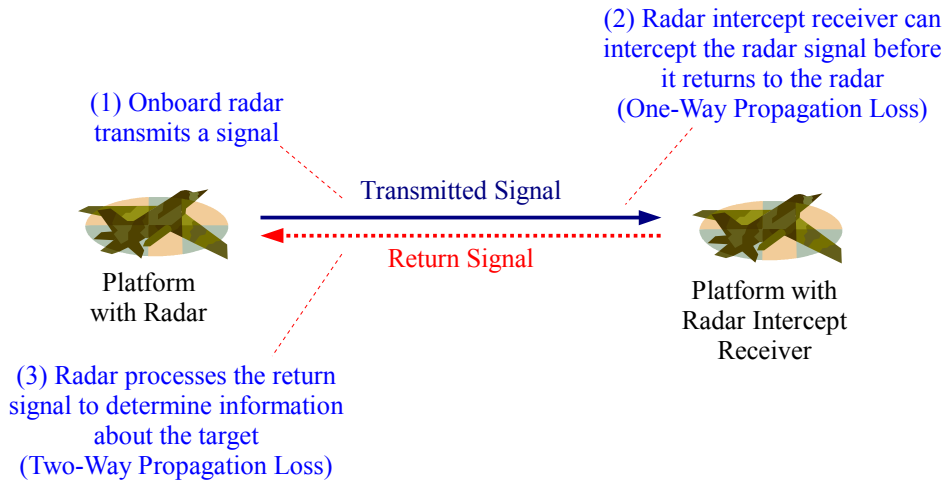 (2) Radar intercept receiver can
intercept the radar signal before
it returns to the radar
(One-Way Propagation Loss)
(1) Onboard radar
transmits a signal
Transmitted Signal
Return Signal
Platform
with Radar
Platform with
Radar Intercept
Receiver
(3) Radar processes the return
signal to determine information
about the target
(Two-Way Propagation Loss)